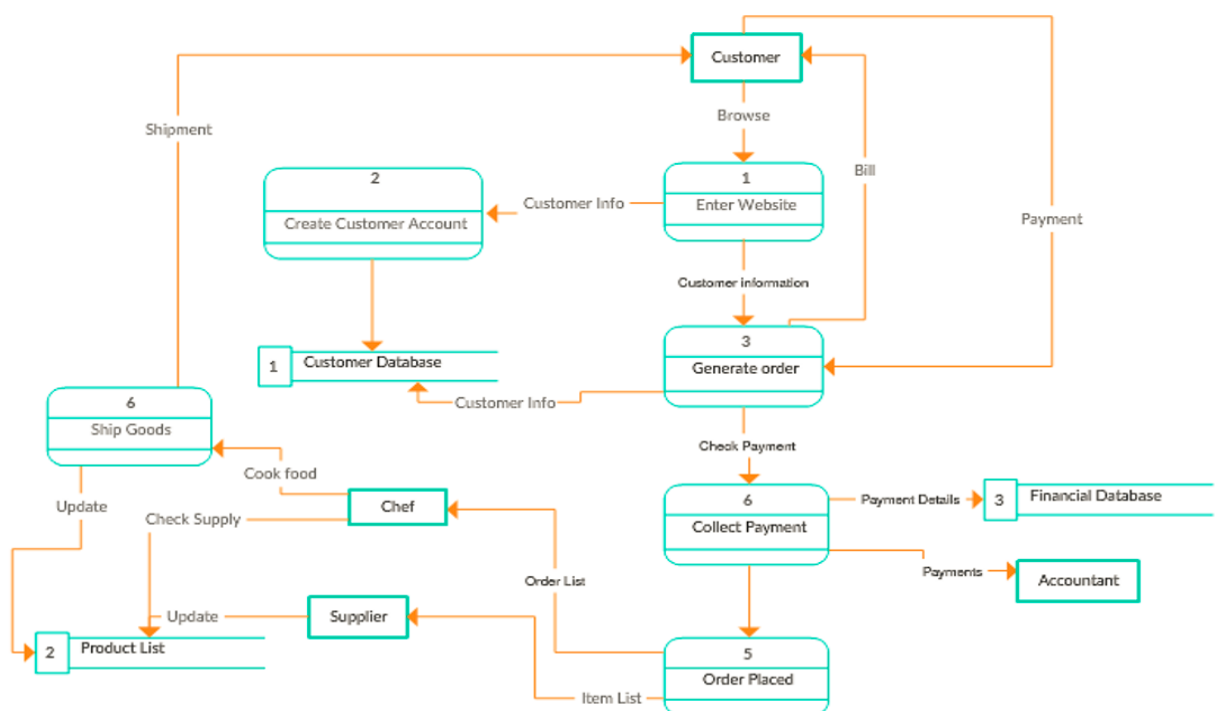 Customer
Browse
Shipment
Bill
2
Create Customer Account
Customer Info
1
Enter Website
Payment
Customer information
3
Generate order
1
Customer Database
Customer Info
6
Ship Goods
Check Payment
Cook food
Update
Chef
Check Supply
6
Collect Payment
Payment Details
3
Financial Database
Payments
Accountant
Order List
Update
Supplier
2
Product List
5
Order Placed
Item List